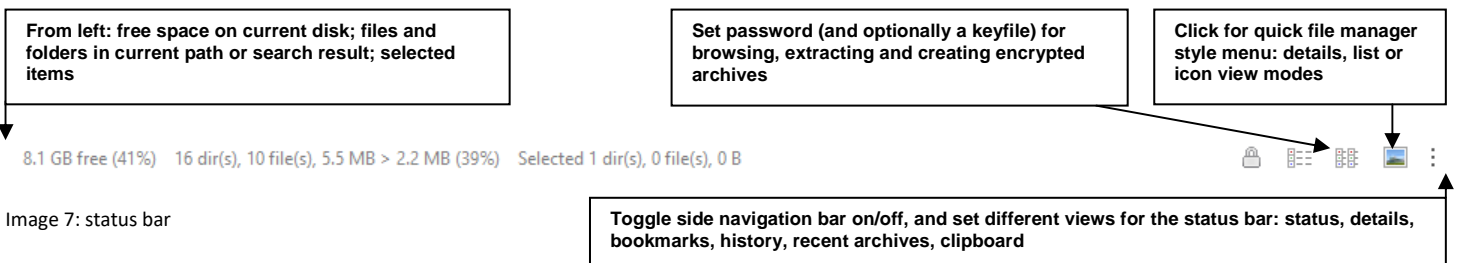 From left: free space on current disk; files and
folders in current path or search result; selected
items
Set password (and optionally a keyfile) for
browsing, extracting and creating encrypted
archives
Click for quick file manager
style menu: details, list or
icon view modes
8.1 GB free (41%) 16 dir(s), 10 file(s), 5.5 MB > 2.2 MB (39%) Selected 1 dir(s), 0 file(s), 0 B
Image 7: status bar
Toggle side navigation bar on/off, and set different views for the status bar: status, details,
bookmarks, history, recent archives, clipboard